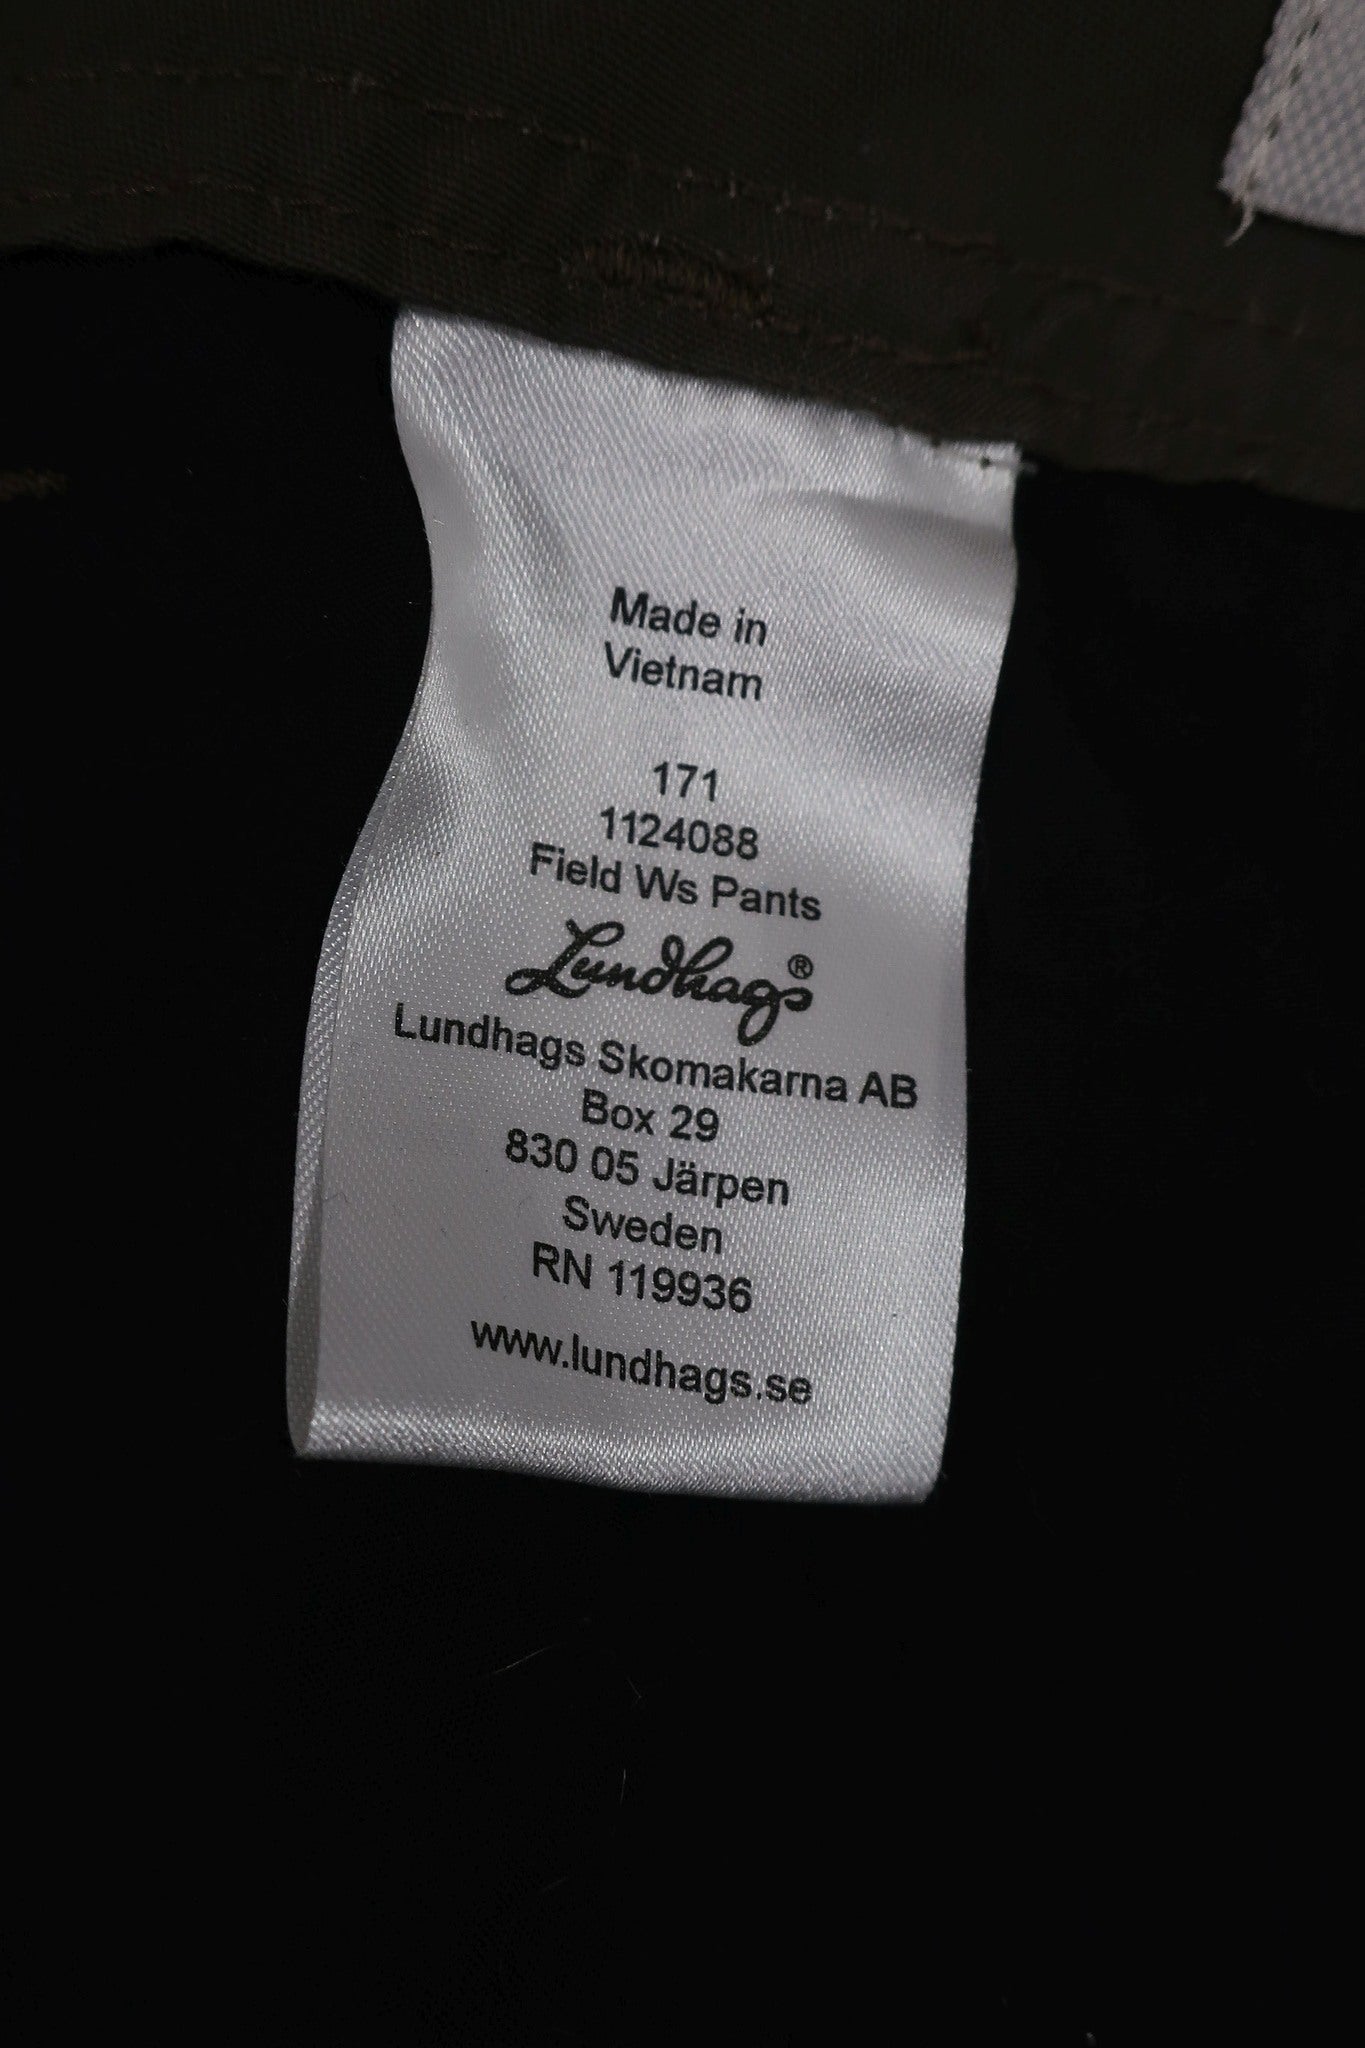 Made in
Vietnam
171
1124088
Field Ws Pants
Lundhags®
Lundhags Skomakarna AB
Box 29
830 05 Järpen
Sweden
RN 119936
www.lundhags.se